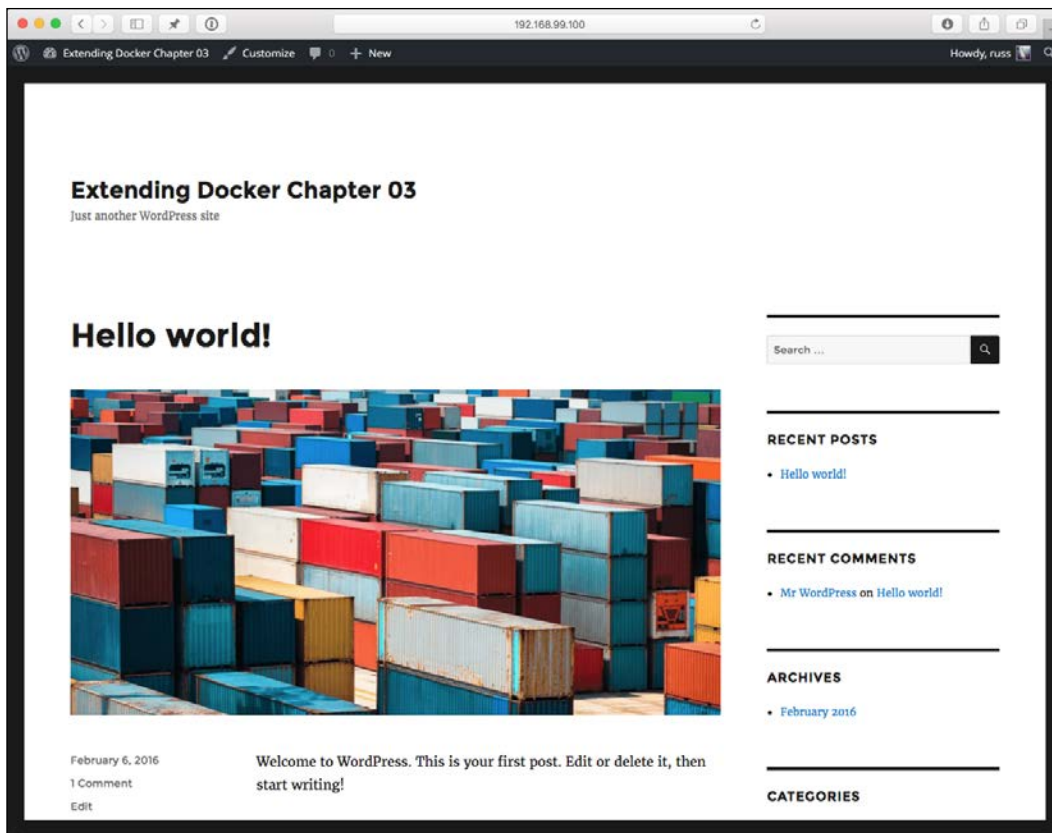 192.168.99.100
Extending Docker Chapter 03 Customize 0 + New Howdy, russ
Extending Docker Chapter 03
Just another WordPress site
Hello world!
Search ...
RECENT POSTS
• Hello world!
RECENT COMMENTS
• Mr WordPress on Hello world!
ARCHIVES
• February 2016
CATEGORIES
February 6, 2016
1 Comment
Edit
Welcome to WordPress. This is your first post. Edit or delete it, then
start writing!